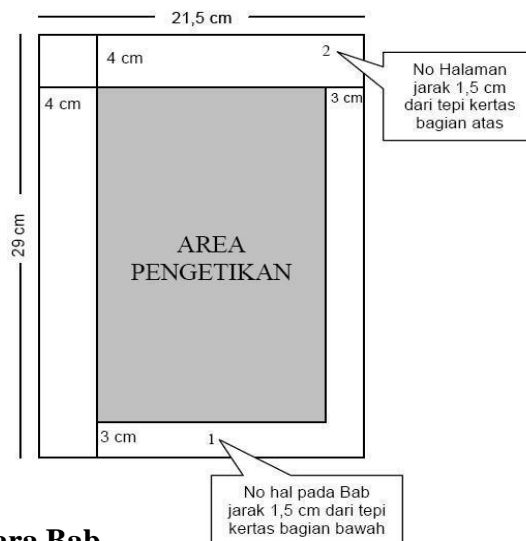 21,5 cm
4 cm
2
No Halaman
jarak 1,5 cm
dari tepi kertas
bagian atas
4 cm
3 cm
29 cm
AREA
PENGETIKAN
3 cm
1
No hal pada Bab
jarak 1,5 cm dari tepi
kertas bagian bawah
ara Bab